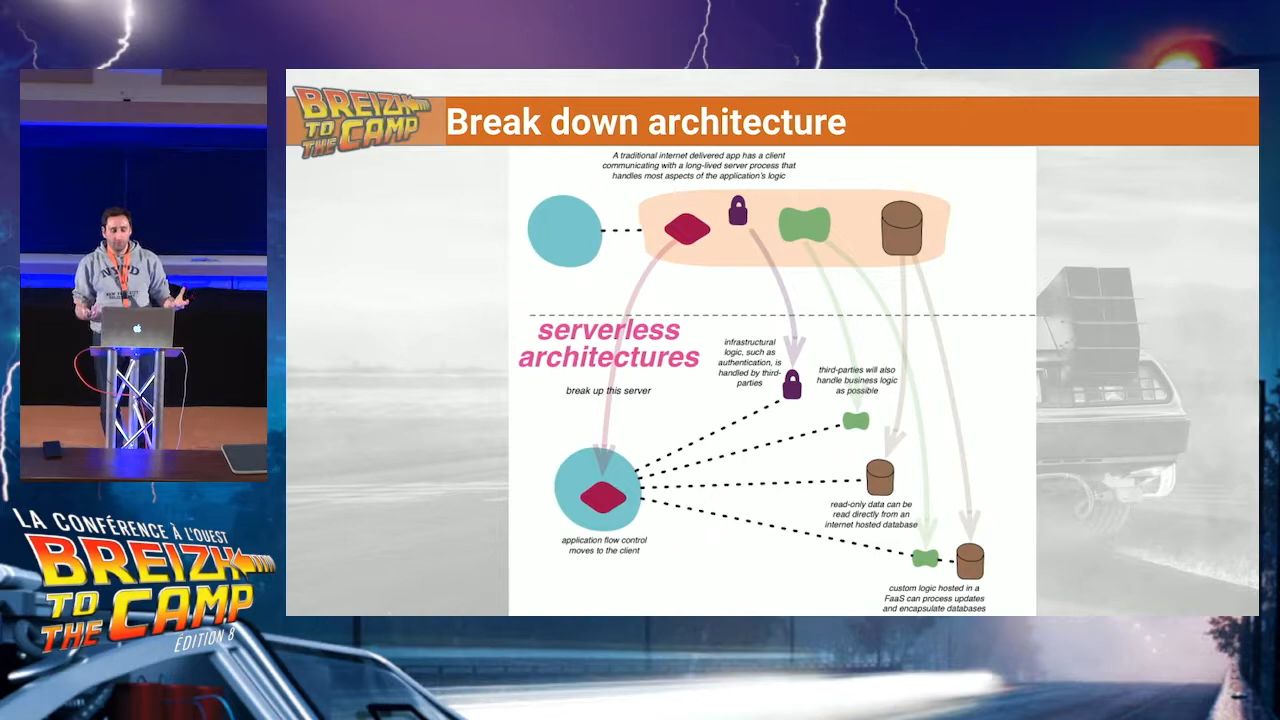 BREIZH
TO
THE CAMP
Break down architecture
A traditional internet delivered app has a client
communicating with a long-lived server process that
handles most aspects of the application's logic
serverless
architectures
break up this server
infrastructural
logic, such as
authentication, is
handled by third-
parties
third-parties will also
handle business logic
as possible
read-only data can be
read directly from an
internet hosted database
application flow control
moves to the client
custom logic hosted in a
FaaS can process updates
and encapsulate databases
LA CONFÉRENCE À L'OUEST
BREIZH
TO
THE CAMP
ÉDITION 8